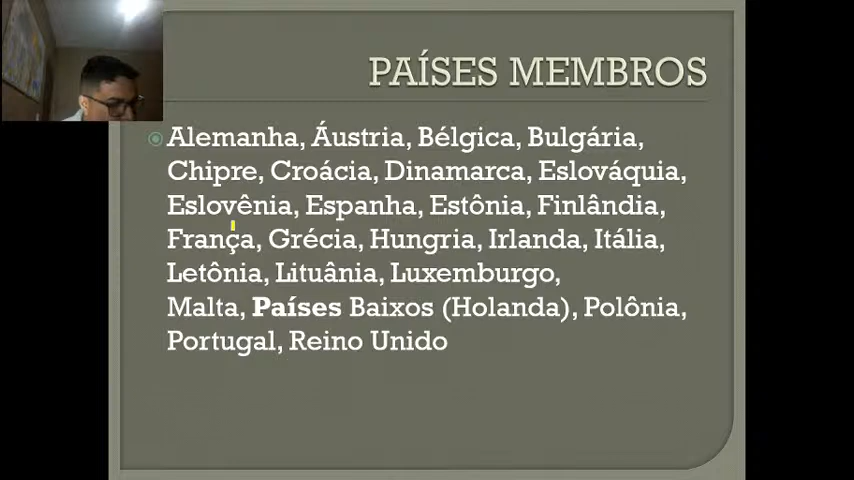 PAÍSES MEMBROS
Alemanha, Áustria, Bélgica, Bulgária,
Chipre, Croácia, Dinamarca, Eslováquia,
Eslovênia, Espanha, Estônia, Finlândia,
França, Grécia, Hungria, Irlanda, Itália,
Letônia, Lituânia, Luxemburgo,
Malta, Países Baixos (Holanda), Polônia,
Portugal, Reino Unido